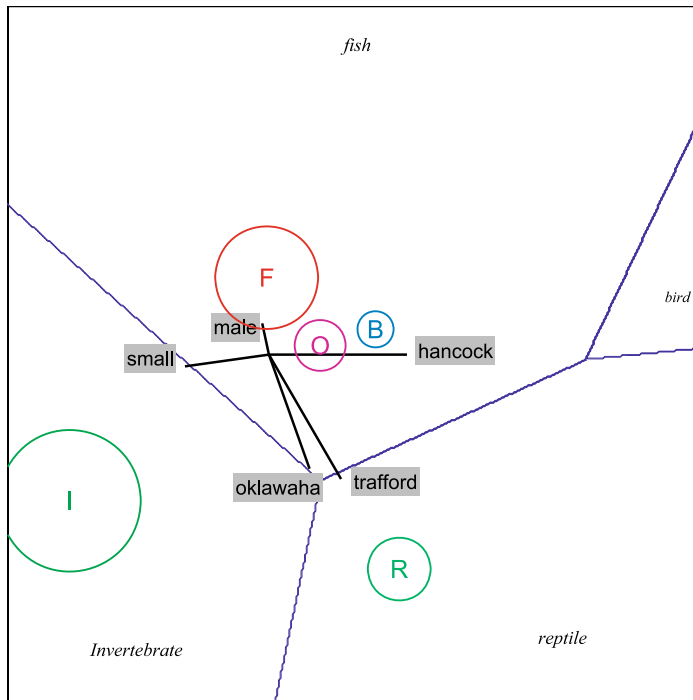 fish
F
bird
male
O
B
small
hancock
oklawaha
trafford
I
R
Invertebrate
reptile